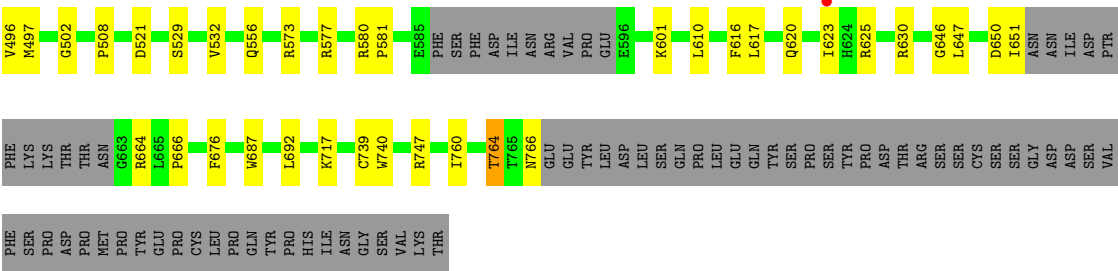 V496 M497 G502 P508 D521 S529 V532 Q556 R573 R577 R580 P581 E585 PHE SER PHE ASP ILE ASN ARG VAL PRO GLU E596 K601 L610 F616 L617 Q620 I623 H624 R625 R630 G646 L647 D650 I651 ASN ASN ILE ASP PTR
PHE LYS LYS THR THR ASN G663 R664 L665 P666 F676 W687 L692 K717 C739 W740 R747 I760 T764 T765 N766 GLU GLU TYR LEU ASP LEU SER GLN PRO LEU GLU GLN TYR SER PRO SER TYR PRO ASP THR ARG SER SER CYS SER SER GLY ASP ASP SER VAL
PHE SER PRO ASP PRO MET PRO TYR GLU PRO CYS LEU PRO GLN TYR PRO HIS ILE ASN GLY SER VAL LYS THR